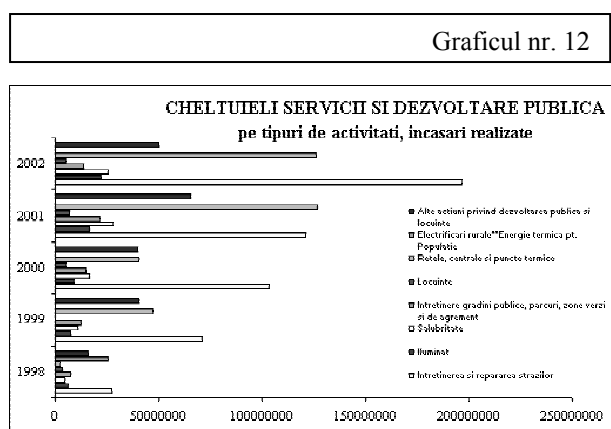 Graficul nr. 12
CHELTUIELI SERVICII SI DEZVOLTARE PUBLICA
pe tipuri de activitati, incasari realizate
2002
2001
2000
1999
1998
Alte actiuni privind dezvoltarea publica si
locuinte
Electrificari rurale**Energie termica pt.
Populatie
Retele, centrale si puncte termice
Locuinte
Intretinere gradini publice, parcuri, zone verzi
si de agrement
Salubritate
Iluminat
Intretinerea si repararea strazilor
0
50000000
100000000
150000000
200000000
250000000